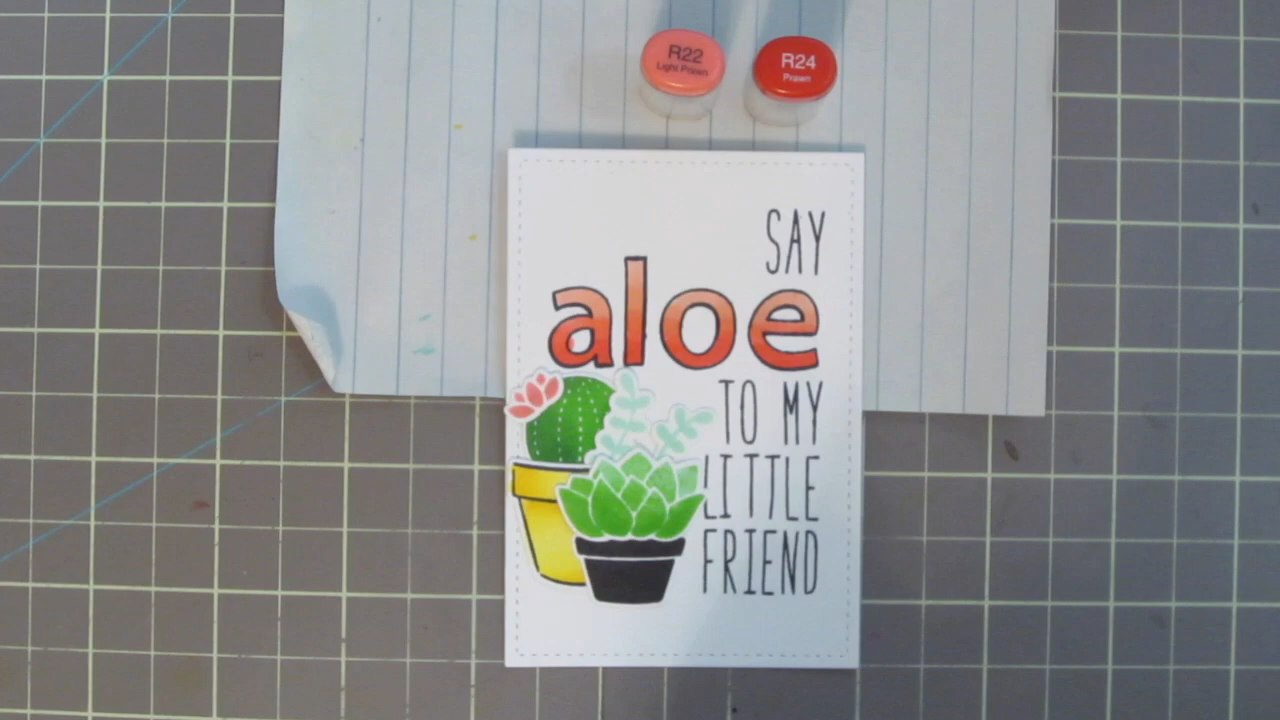 R22
Light Prawn
R24
Prawn
SAY
aloe
TO MY
LITTLE
FRIEND